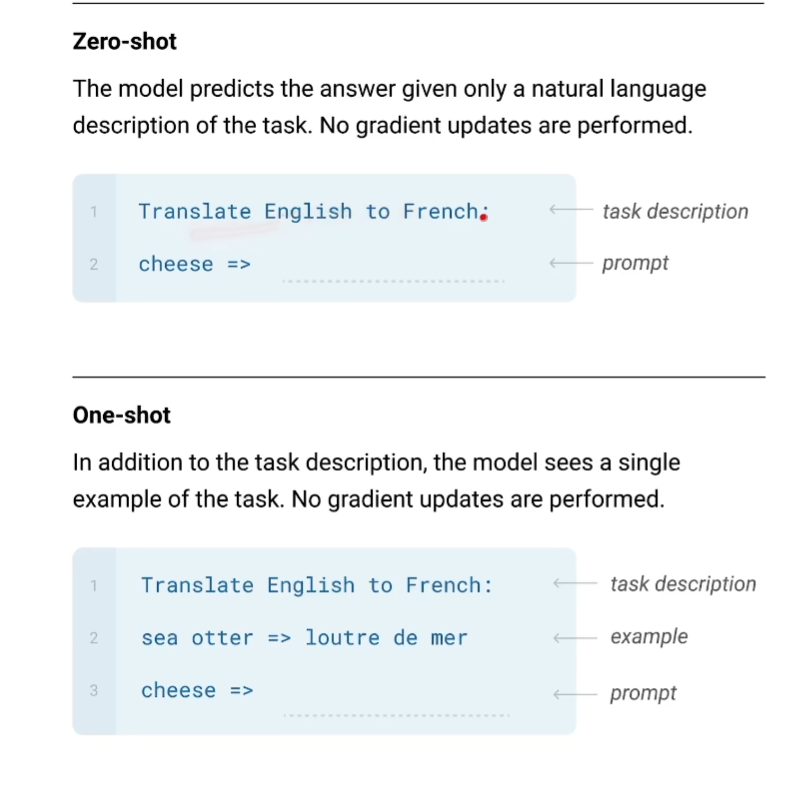 Zero-shot
The model predicts the answer given only a natural language
description of the task. No gradient updates are performed.
1 Translate English to French: task description
2 cheese => prompt
One-shot
In addition to the task description, the model sees a single
example of the task. No gradient updates are performed.
1 Translate English to French: task description
2 sea otter => loutre de mer example
3 cheese => prompt